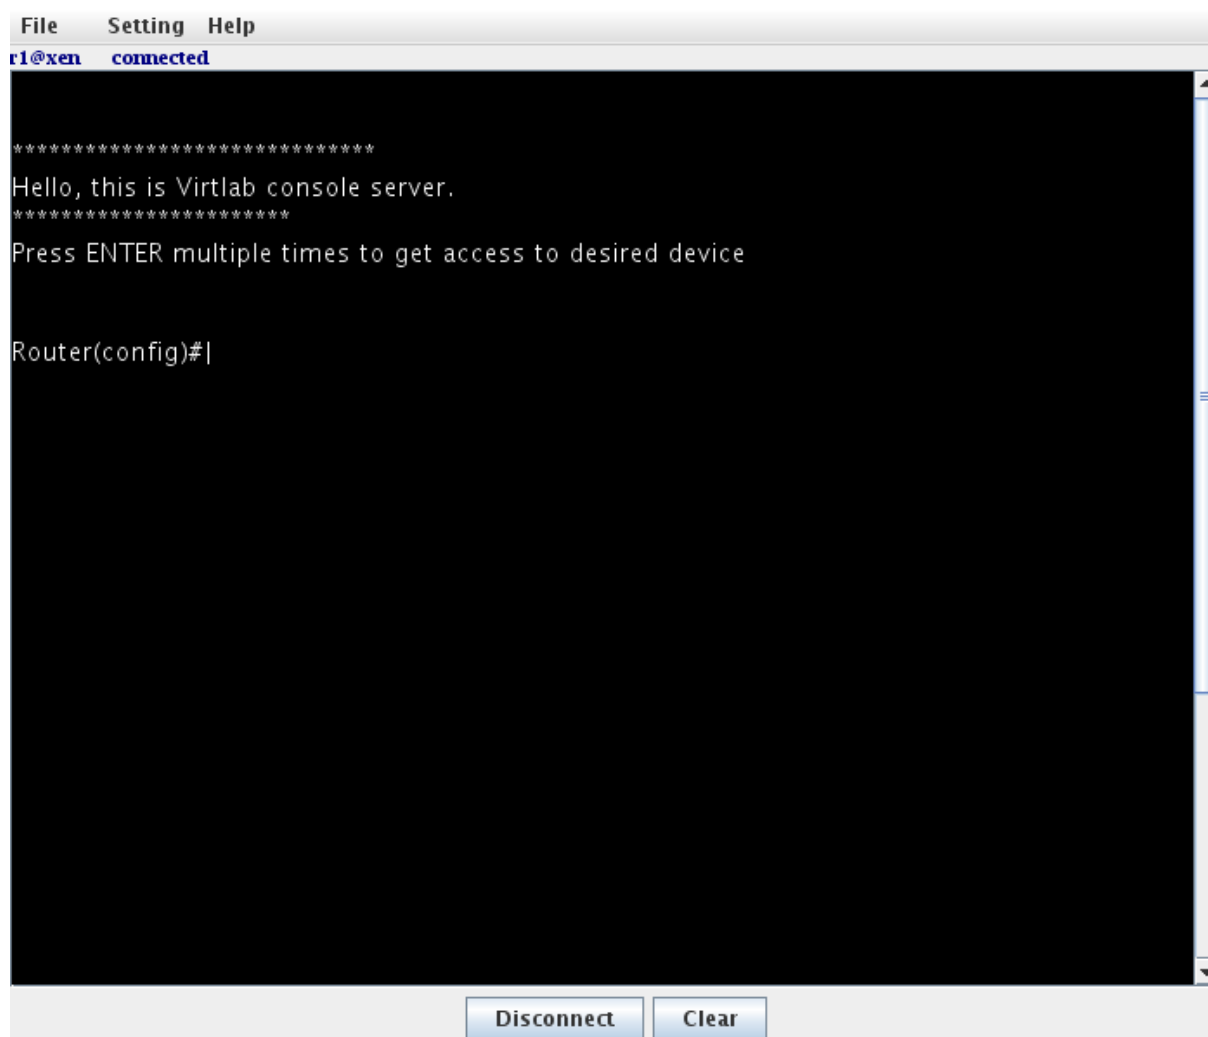 File Setting Help
r1@xen connected
******************************
Hello, this is Virtlab console server.
***********************
Press ENTER multiple times to get access to desired device
Router(config)#|
Disconnect Clear